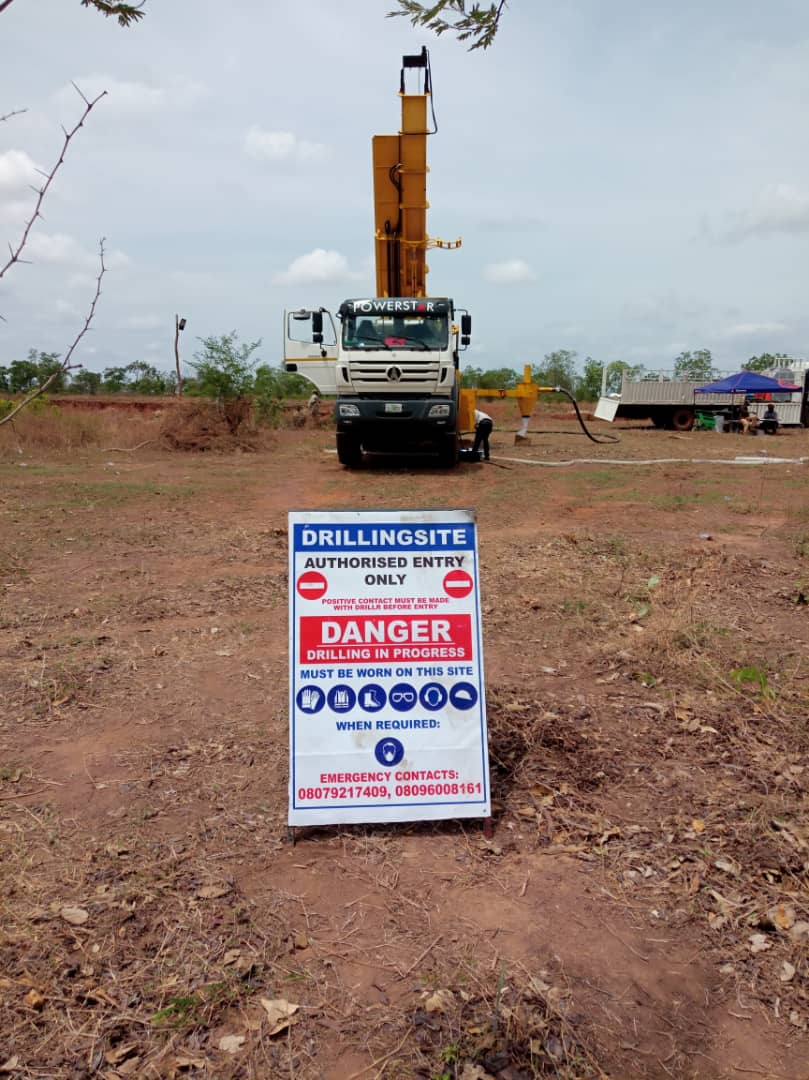 POWERSTAR
DRILLINGSITE
AUTHORISED ENTRY
ONLY
POSITIVE CONTACT MUST BE MADE
WITH DRILLR BEFORE ENTRY
DANGER
DRILLING IN PROGRESS
MUST BE WORN ON THIS SITE
WHEN REQUIRED:
EMERGENCY CONTACTS:
08079217409, 08096008161